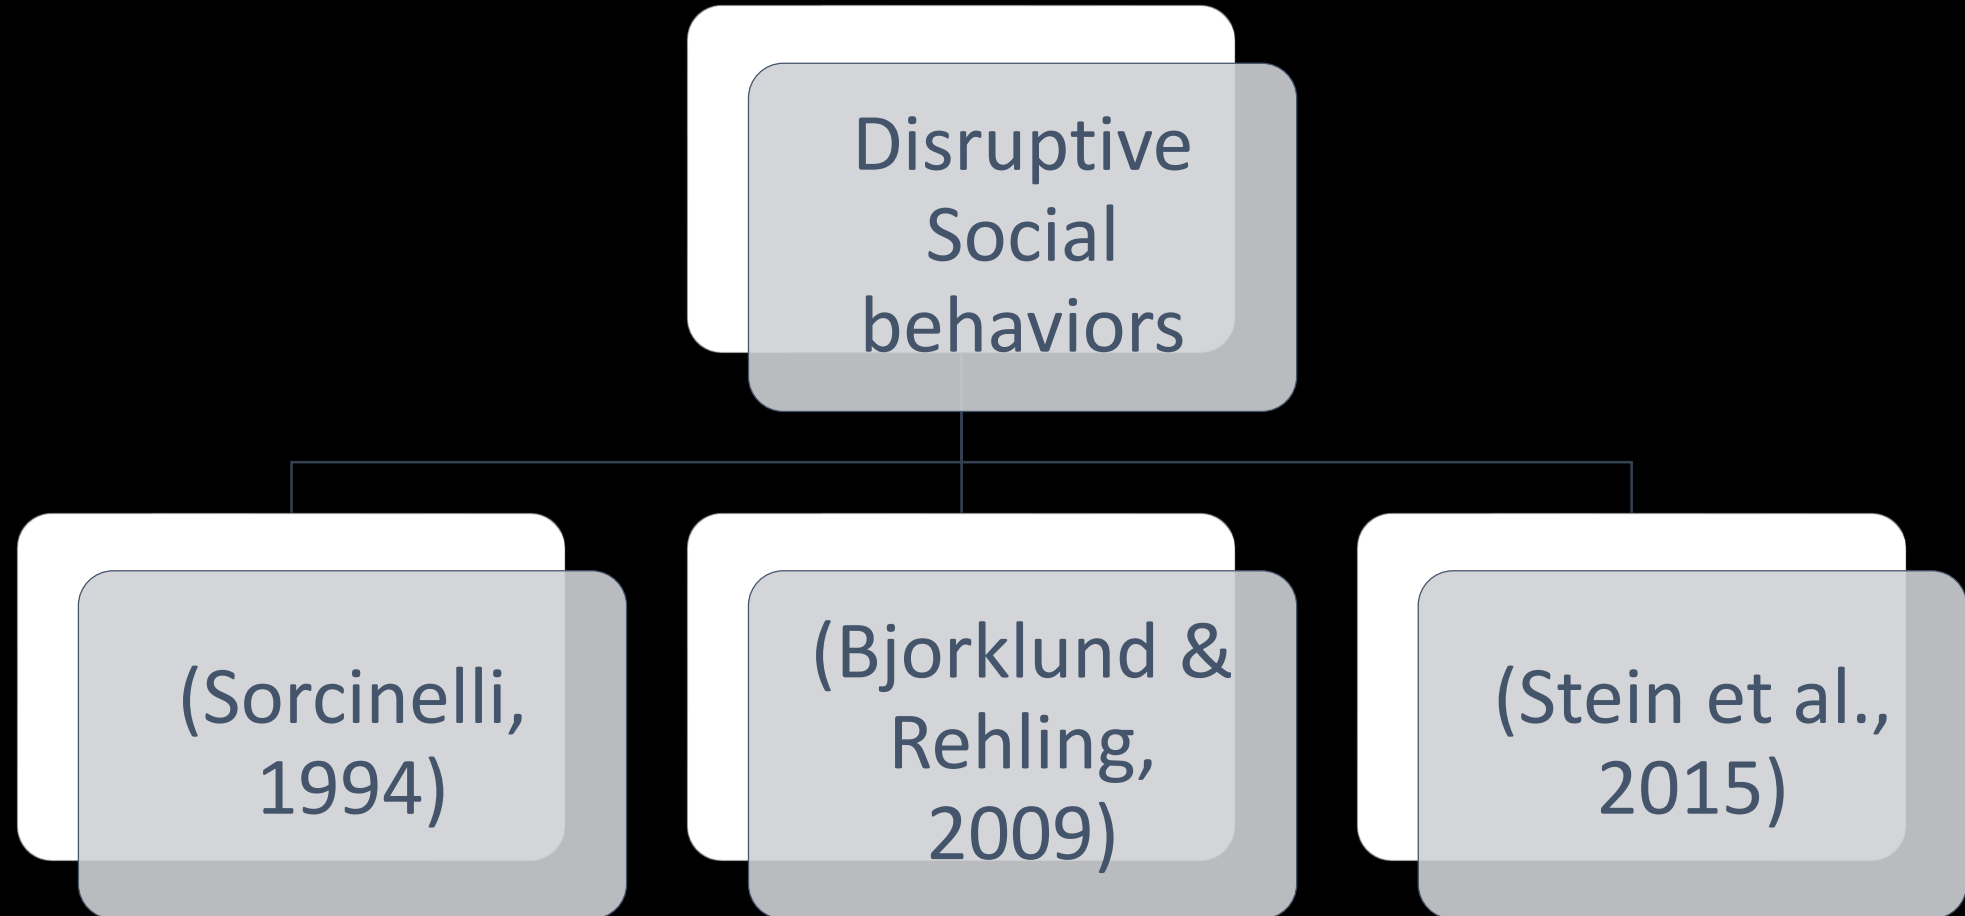 Disruptive
Social
behaviors
(Sorcinelli,
1994)
(Bjorklund &
Rehling,
2009)
(Stein et al.,
2015)